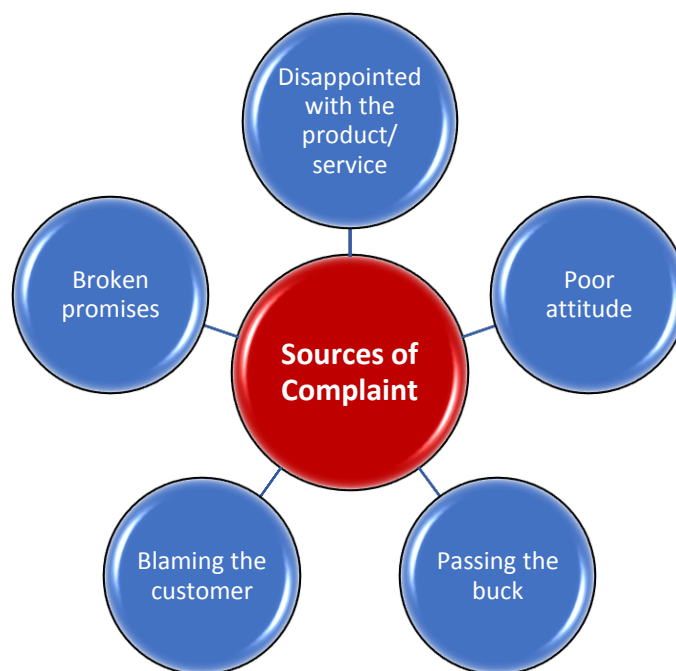 Disappointed
with the
product/
service
Broken
promises
Poor
attitude
Sources of
Complaint
Blaming the
customer
Passing the
buck